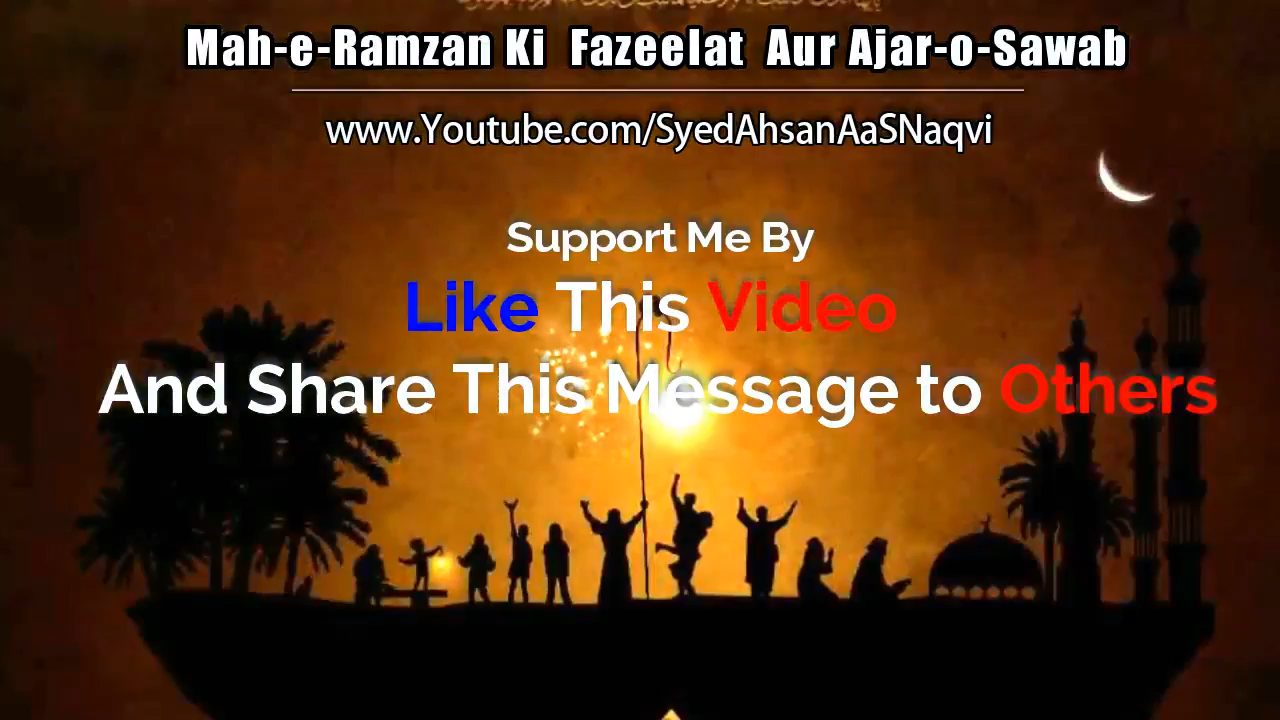 Mah-e-Ramzan Ki Fazeelat Aur Ajar-o-Sawab
www.Youtube.com/SyedAhsanAaSNaqvi
Support Me By
Like This Video
And Share This Message to Others